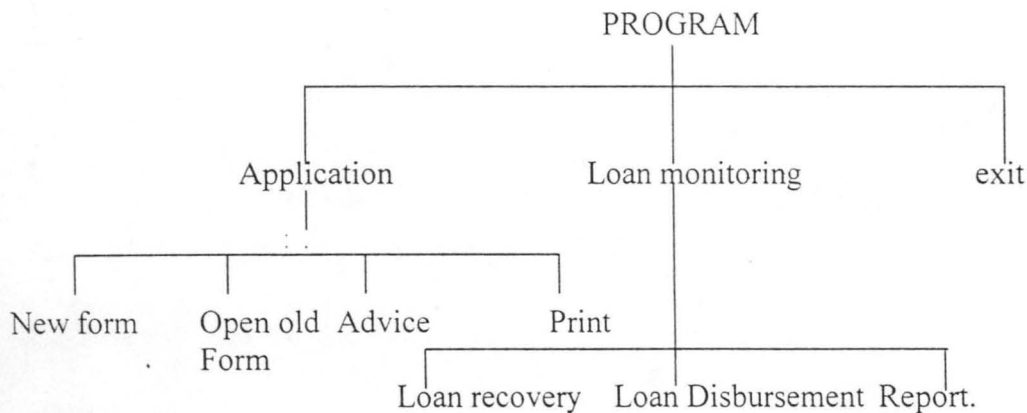 PROGRAM
Application Loan monitoring exit
New form Open old Advice Print
Form
Loan recovery Loan Disbursement Report.